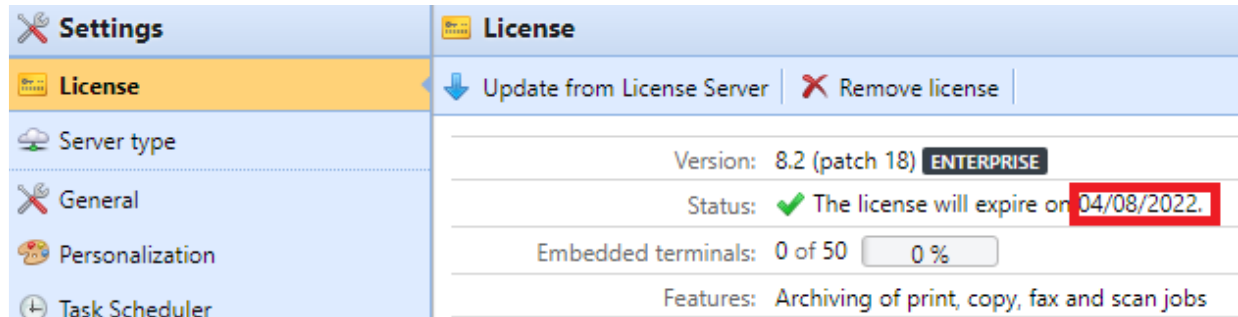 Settings
License
Server type
General
Personalization
Task Scheduler
License
Update from License Server
Remove license
Version: 8.2 (patch 18) ENTERPRISE
Status: The license will expire on 04/08/2022.
Embedded terminals: 0 of 50 0 %
Features: Archiving of print, copy, fax and scan jobs